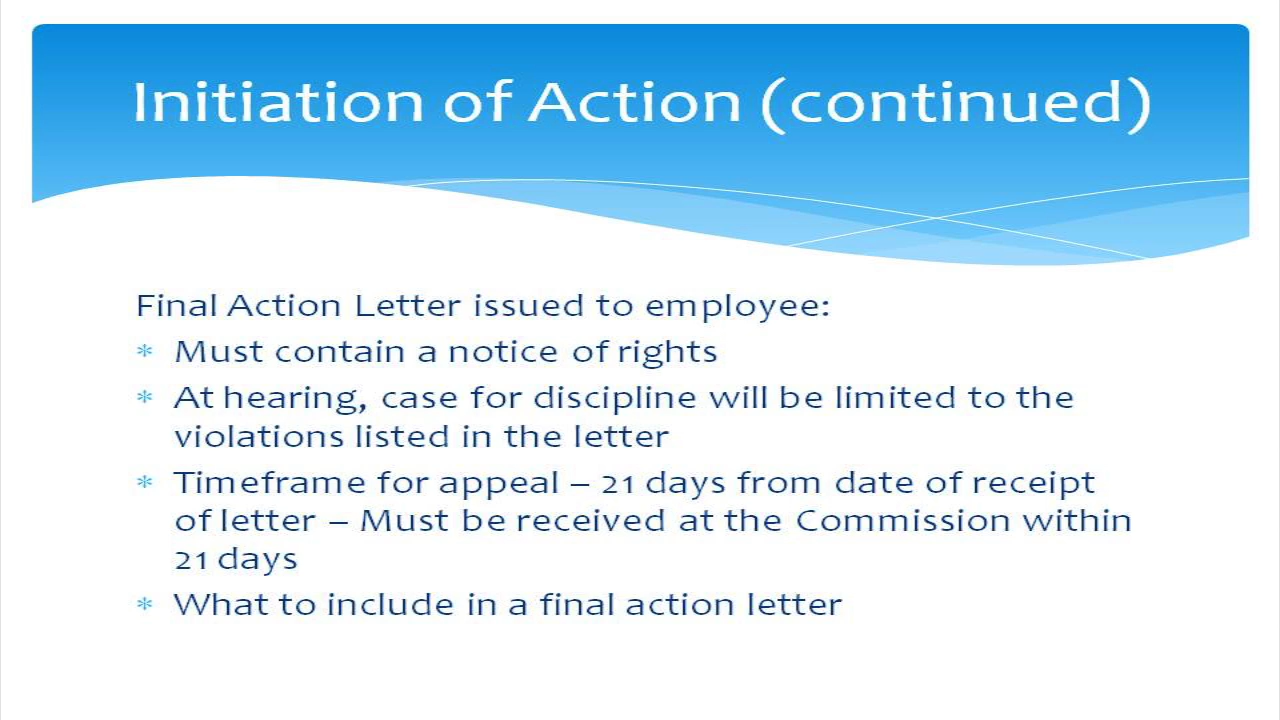 Initiation of Action (continued)
Final Action Letter issued to employee:
* Must contain a notice of rights
* At hearing, case for discipline will be limited to the
violations listed in the letter
* Timeframe for appeal – 21 days from date of receipt
of letter – Must be received at the Commission within
21 days
* What to include in a final action letter